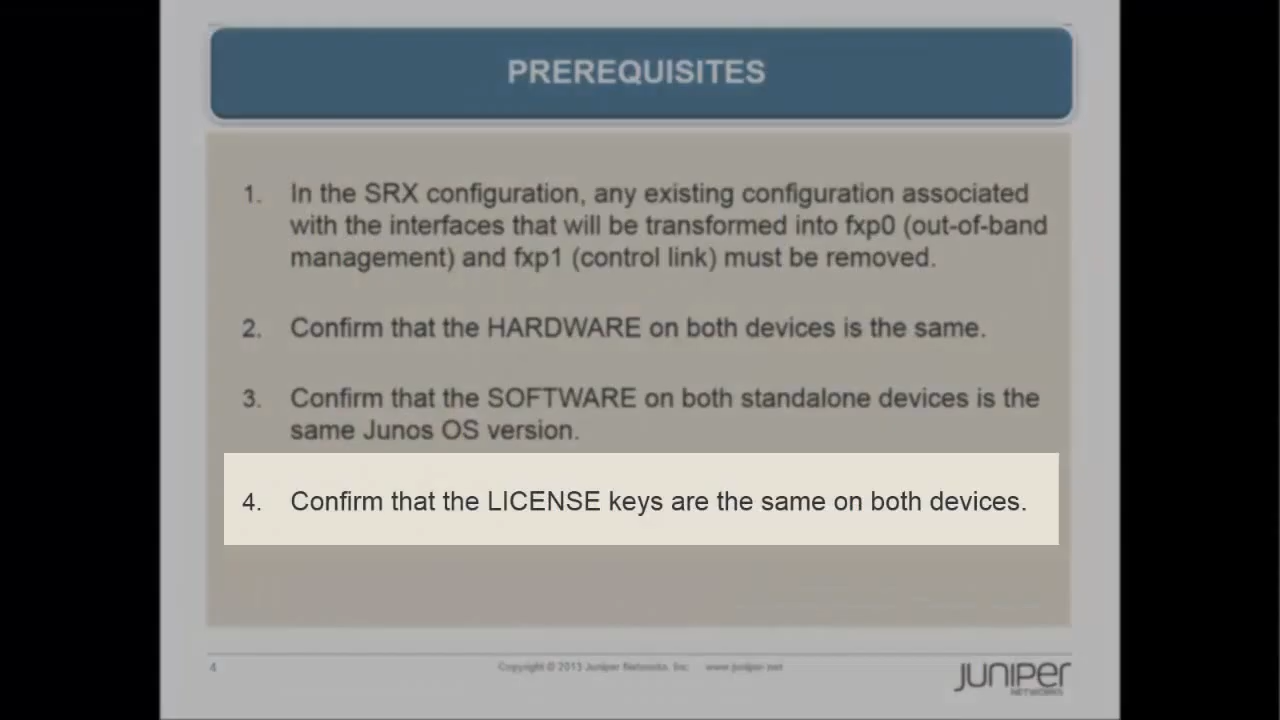 PREREQUISITES
1. In the SRX configuration, any existing configuration associated
with the interfaces that will be transformed into fxp0 (out-of-band
management) and fxp1 (control link) must be removed.
2. Confirm that the HARDWARE on both devices is the same.
3. Confirm that the SOFTWARE on both standalone devices is the
same Junos OS version.
4. Confirm that the LICENSE keys are the same on both devices.
4
Copyright © 2013 Juniper Networks, Inc. www.juniper.net
JUNIPER
NETWORKS